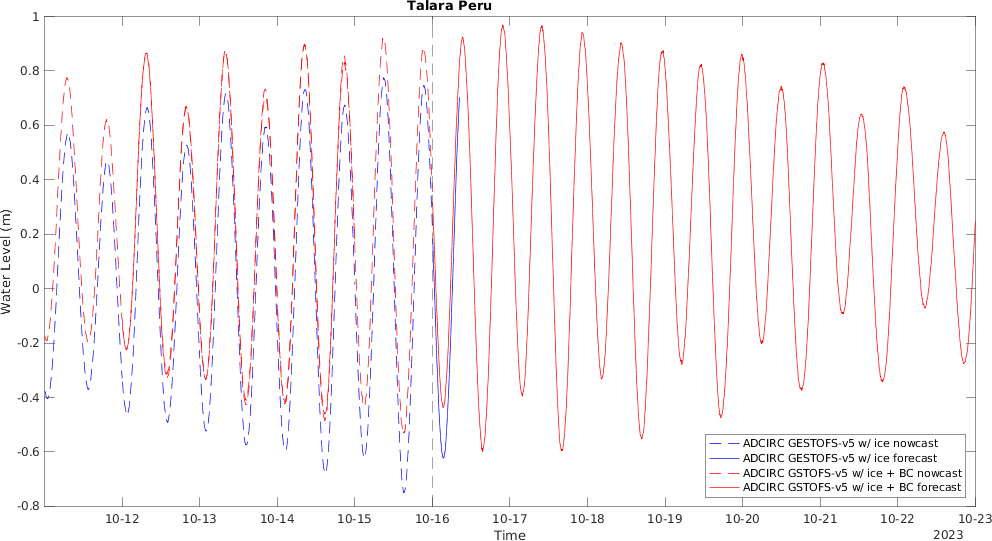 Talara Peru
1
0.8
0.6
0.4
0.2
0
-0.2
-0.4
-0.6
-0.8
Water Level (m)
ADCIRC GESTOFS-v5 w/ ice nowcast
ADCIRC GESTOFS-v5 w/ ice forecast
ADCIRC GSTOFS-v5 w/ ice + BC nowcast
ADCIRC GSTOFS-v5 w/ ice + BC forecast
10-12 10-13 10-14 10-15 10-16 10-17 10-18 10-19 10-20 10-21 10-22 10-23
Time
2023